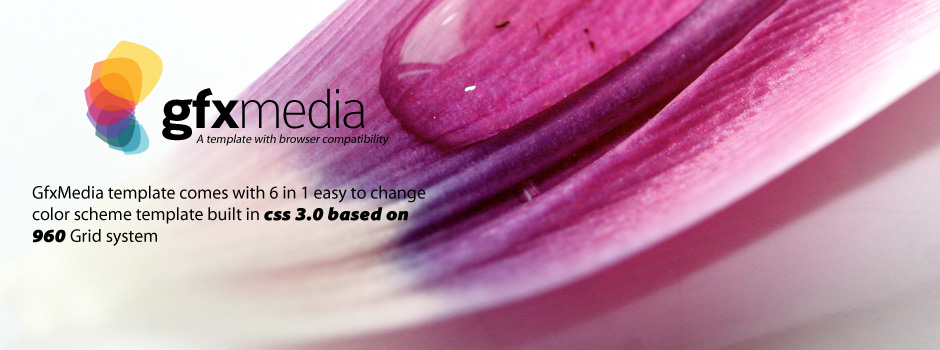 gfxmedia
A template with browser compatibility
GfxMedia template comes with 6 in 1 easy to change
color scheme template built in css 3.0 based on
960 Grid system